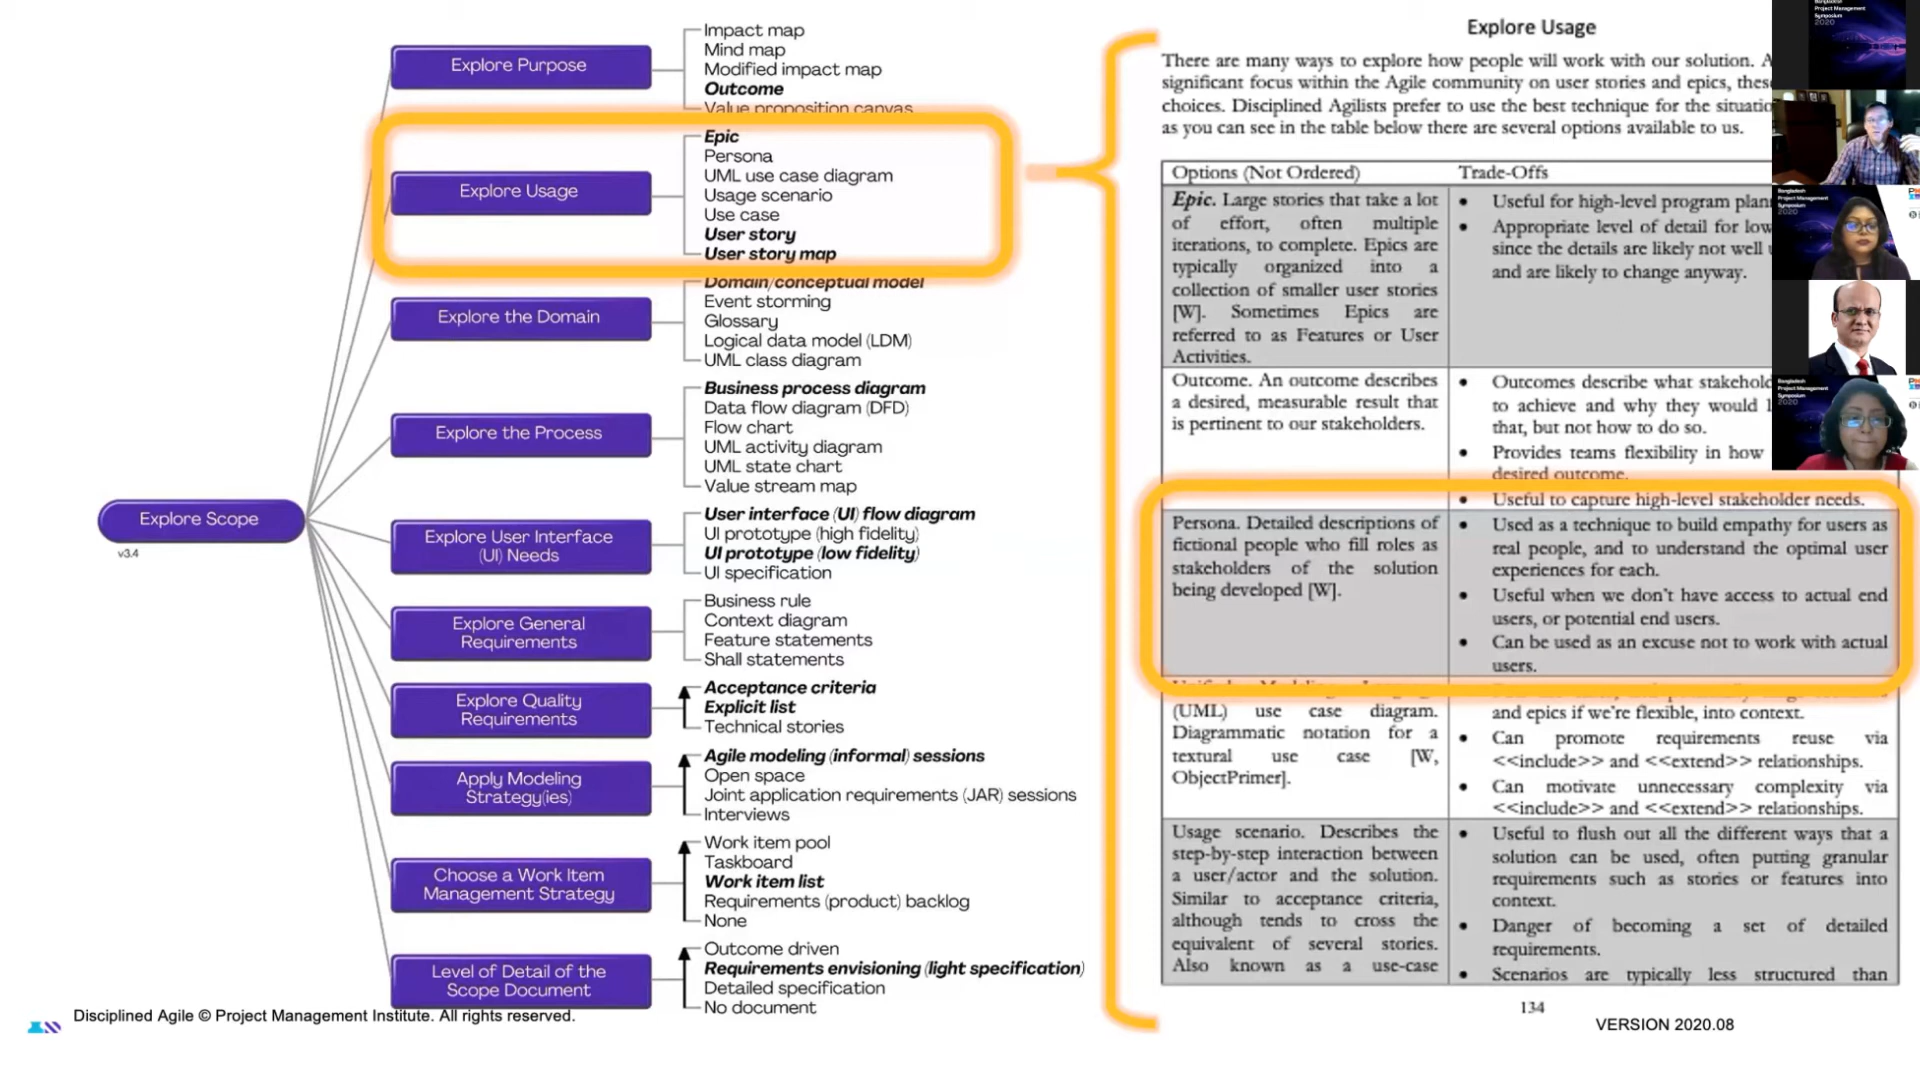 Explore Scope
v3.4
Explore Purpose
Impact map
Mind map
Modified impact map
Outcome
Value proposition canvas
Explore Usage
Epic
Persona
UML use case diagram
Usage scenario
Use case
User story
User story map
Explore the Domain
Domain/conceptual model
Event storming
Glossary
Logical data model (LDM)
UML class diagram
Explore the Process
Business process diagram
Data flow diagram (DFD)
Flow chart
UML activity diagram
UML state chart
Value stream map
Explore User Interface
(UI) Needs
User interface (UI) flow diagram
UI prototype (high fidelity)
UI prototype (low fidelity)
UI specification
Explore General
Requirements
Business rule
Context diagram
Feature statements
Shall statements
Explore Quality
Requirements
Acceptance criteria
Explicit list
Technical stories
Apply Modeling
Strategy(ies)
Agile modeling (informal) sessions
Open space
Joint application requirements (JAR) sessions
Interviews
Choose a Work Item
Management Strategy
Work item pool
Taskboard
Work item list
Requirements (product) backlog
None
Level of Detail of the
Scope Document
Outcome driven
Requirements envisioning (light specification)
Detailed specification
No document
Disciplined Agile © Project Management Institute. All rights reserved.
Explore Usage
There are many ways to explore how people will work with our solution. A
significant focus within the Agile community on user stories and epics, these
choices. Disciplined Agilists prefer to use the best technique for the situatio
as you can see in the table below there are several options available to us.
Options (Not Ordered)
Trade-Offs
Epic. Large stories that take a lot
of effort, often multiple
iterations, to complete. Epics are
typically organized into a
collection of smaller user stories
[W]. Sometimes Epics are
referred to as Features or User
Activities.
• Useful for high-level program plan
• Appropriate level of detail for low
since the details are likely not well
and are likely to change anyway.
Outcome. An outcome describes
a desired, measurable result that
is pertinent to our stakeholders.
• Outcomes describe what stakehold
to achieve and why they would l
that, but not how to do so.
• Provides teams flexibility in how
desired outcome.
• Useful to capture high-level stakeholder needs.
Persona. Detailed descriptions of
fictional people who fill roles as
stakeholders of the solution
being developed [W].
• Used as a technique to build empathy for users as
real people, and to understand the optimal user
experiences for each.
• Useful when we don't have access to actual end
users, or potential end users.
• Can be used as an excuse not to work with actual
users.
(UML) use case diagram.
Diagrammatic notation for a
textural use case [W,
ObjectPrimer].
and epics if we're flexible, into context.
• Can promote requirements reuse via
<<include>> and <<extend>> relationships.
• Can motivate unnecessary complexity via
<<include>> and <<extend>> relationships.
Usage scenario. Describes the
step-by-step interaction between
a user/actor and the solution.
Similar to acceptance criteria,
although tends to cross the
equivalent of several stories.
Also known as a use-case
• Useful to flush out all the different ways that a
solution can be used, often putting granular
requirements such as stories or features into
context.
• Danger of becoming a set of detailed
requirements.
• Scenarios are typically less structured than
134
VERSION 2020.08
Bangladesh
Project Management
Symposium
2020
Bangladesh
Project Management
Symposium
2020
Bangladesh
Project Management
Symposium
2020